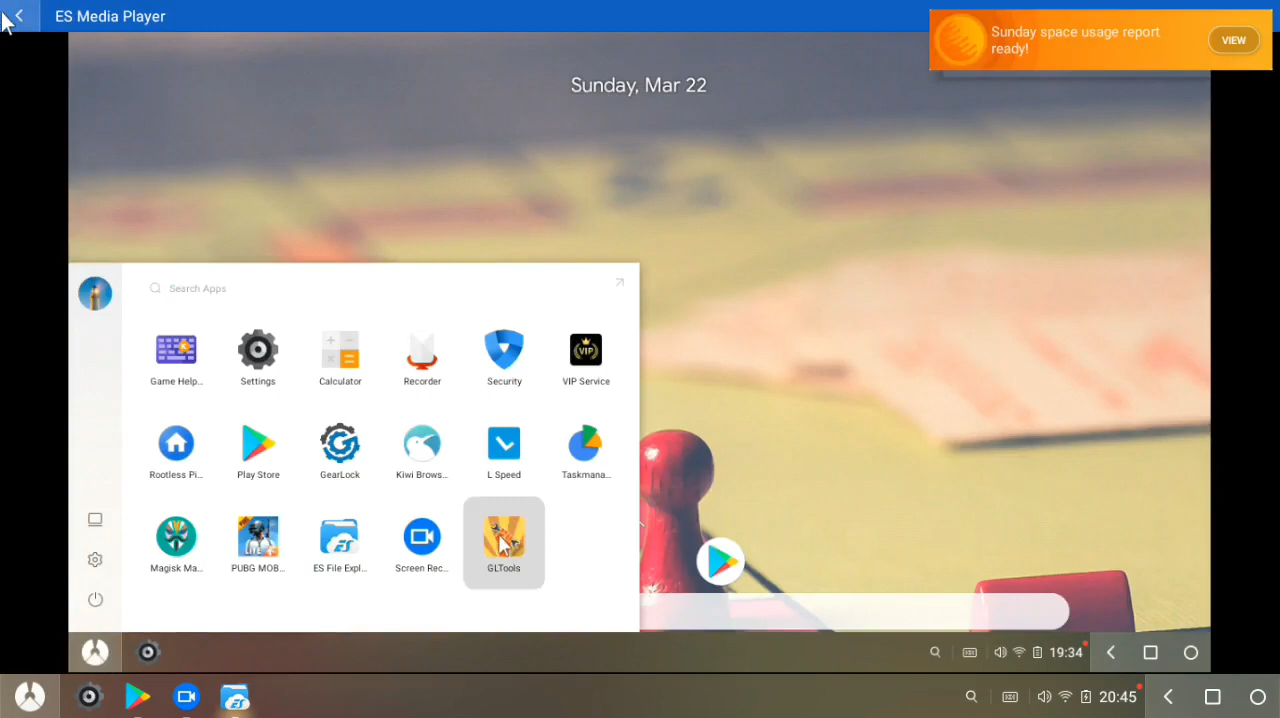 ES Media Player
Sunday space usage report
ready!
VIEW
Sunday, Mar 22
Search Apps
Game Help...
Settings
Calculator
Recorder
Security
VIP
VIP Service
Rootless Pi...
Play Store
GearLock
Kiwi Brows...
L Speed
Taskmana...
Magisk Ma...
PUBG MOB...
ES File Expl...
Screen Rec...
GLTools
19:34
20:45